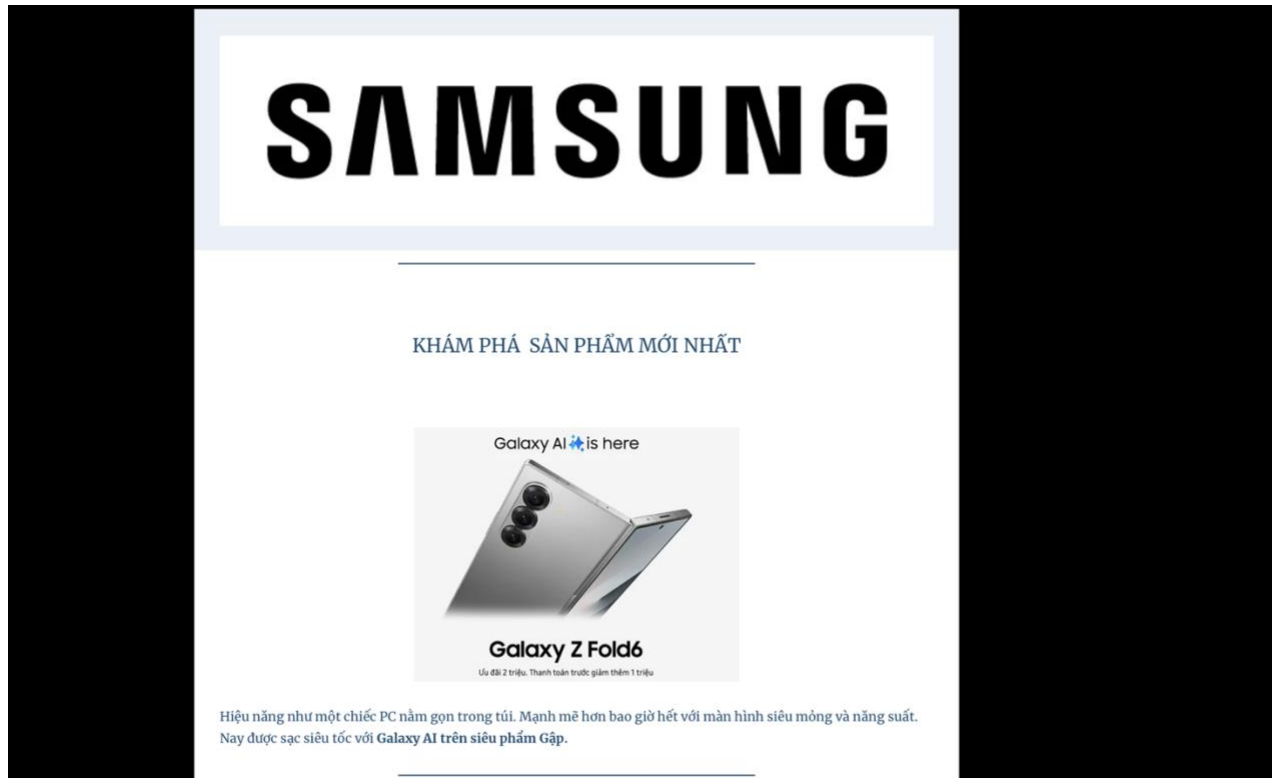 SAMSUNG
KHÁM PHÁ SẢN PHẨM MỚI NHẤT
Galaxy AI is here
Galaxy Z Fold6
Ưu đãi 2 triệu. Thanh toán trước giảm thêm 1 triệu
Hiệu năng như một chiếc PC nằm gọn trong túi. Mạnh mẽ hơn bao giờ hết với màn hình siêu mỏng và năng suất.
Nay được sạc siêu tốc với Galaxy AI trên siêu phẩm Gập.